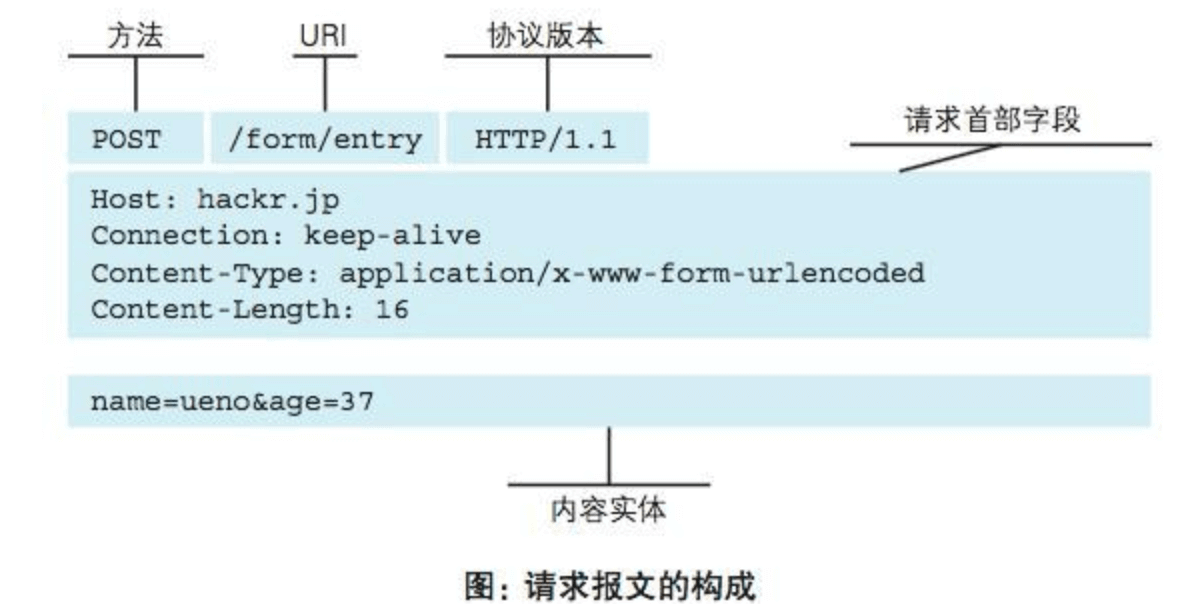 方法 URI 协议版本
请求首部字段
POST /form/entry HTTP/1.1
Host: hackr.jp
Connection: keep-alive
Content-Type: application/x-www-form-urlencoded
Content-Length: 16
name=ueno&age=37
内容实体
图：请求报文的构成